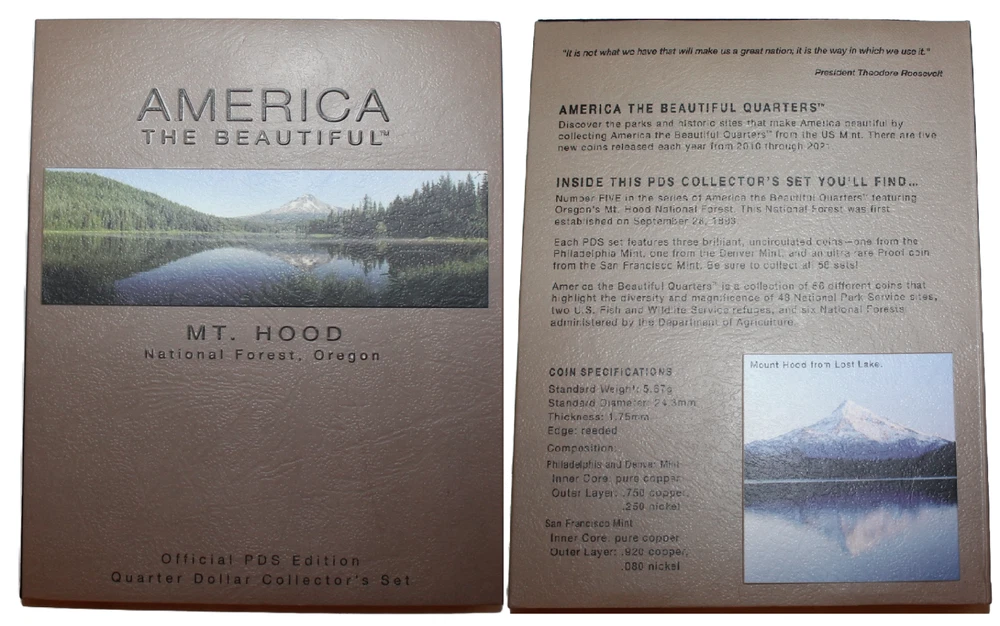 AMERICA
THE BEAUTIFUL™
MT. HOOD
National Forest, Oregon
Official PDS Edition
Quarter Dollar Collector's Set
"It is not what we have that will make us a great nation; it is the way in which we use it."
President Theodore Roosevelt
AMERICA THE BEAUTIFUL QUARTERS™
Discover the parks and historic sites that make America beautiful by
collecting America the Beautiful Quarters™ from the US Mint. There are five
new coins released each year from 2010 through 2021.
INSIDE THIS PDS COLLECTOR'S SET YOU'LL FIND...
Number FIVE in the series of America the Beautiful Quarters™ featuring
Oregon's Mt. Hood National Forest. This National Forest was first
established on September 28, 1893.
Each PDS set features three brilliant, uncirculated coins—one from the
Philadelphia Mint, one from the Denver Mint, and an ultra rare Proof coin
from the San Francisco Mint. Be sure to collect all 56 sets!
America the Beautiful Quarters™ is a collection of 56 different coins that
highlight the diversity and magnificence of 48 National Park Service sites,
two U.S. Fish and Wildlife Service refuges, and six National Forests
administered by the Department of Agriculture.
COIN SPECIFICATIONS
Standard Weight: 5.67g
Standard Diameter: 24.3mm
Thickness: 1.75mm
Edge: reeded
Composition:
Philadelphia and Denver Mint
Inner Core: pure copper
Outer Layer: .750 copper,
.250 nickel
San Francisco Mint
Inner Core: pure copper
Outer Layer: .920 copper,
.080 nickel
Mount Hood from Lost Lake.